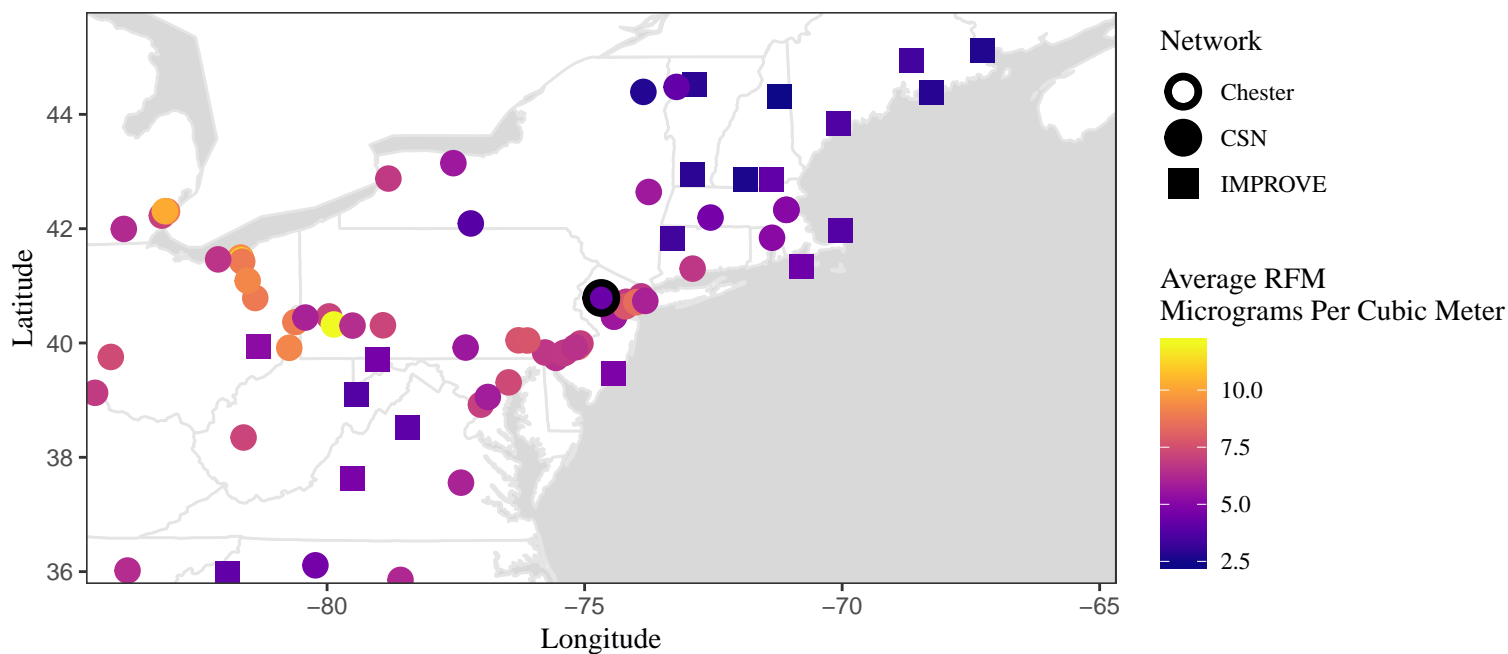 Network
Chester
CSN
IMPROVE
Average RFM
Micrograms Per Cubic Meter
10.0
7.5
5.0
2.5
Latitude
44
42
40
38
36
−80
−75
−70
−65
Longitude